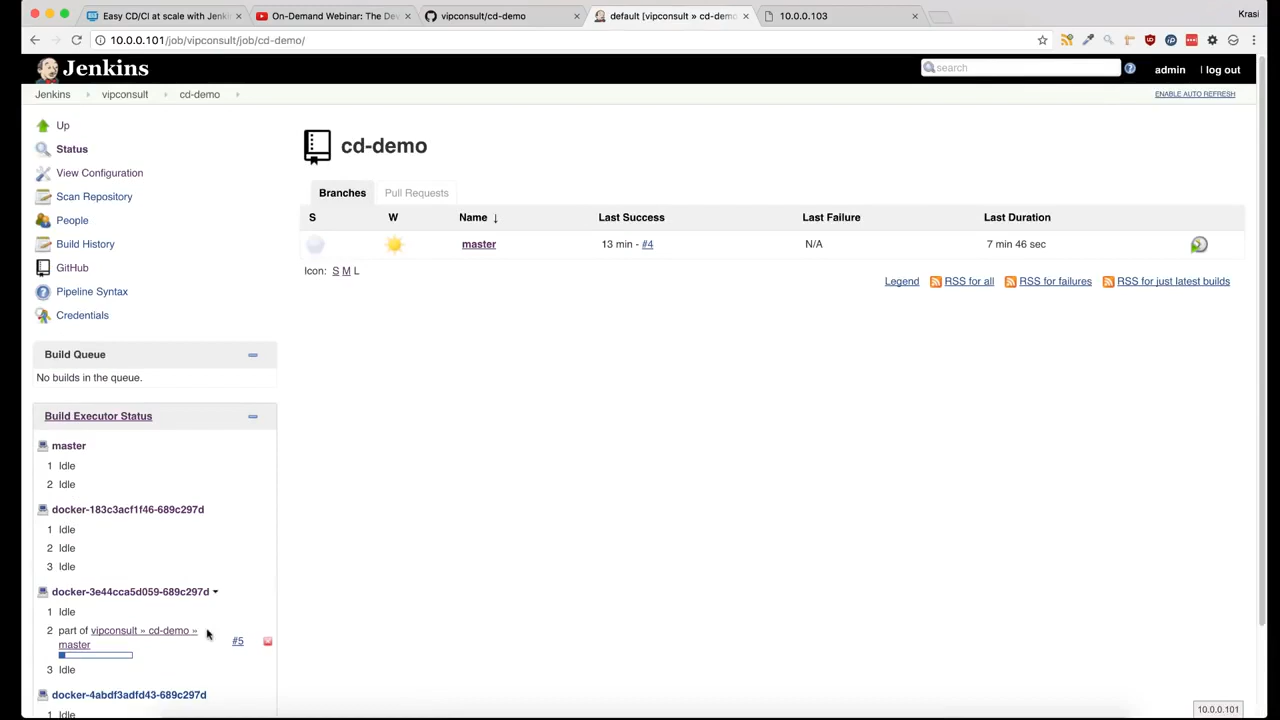 Easy CD/CI at scale with Jenki
On-Demand Webinar: The De
vipconsult/cd-demo
default [vipconsult » cd-demo
10.0.0.103
Krasi
10.0.0.101/job/vipconsult/job/cd-demo/
Jenkins
search
admin
| log out
Jenkins
vipconsult
cd-demo
ENABLE AUTO REFRESH
Up
Status
View Configuration
Scan Repository
People
Build History
GitHub
Pipeline Syntax
Credentials
cd-demo
Branches
Pull Requests
S W Name ↓ Last Success Last Failure Last Duration
master 13 min - #4 N/A 7 min 46 sec
Icon: S M L
Legend RSS for all RSS for failures RSS for just latest builds
Build Queue
No builds in the queue.
Build Executor Status
master
1 Idle
2 Idle
docker-183c3acf1f46-689c297d
1 Idle
2 Idle
3 Idle
docker-3e44cca5d059-689c297d
1 Idle
2 part of vipconsult » cd-demo »
master
#5
3 Idle
docker-4abdf3adfd43-689c297d
1 Idle
10.0.0.101